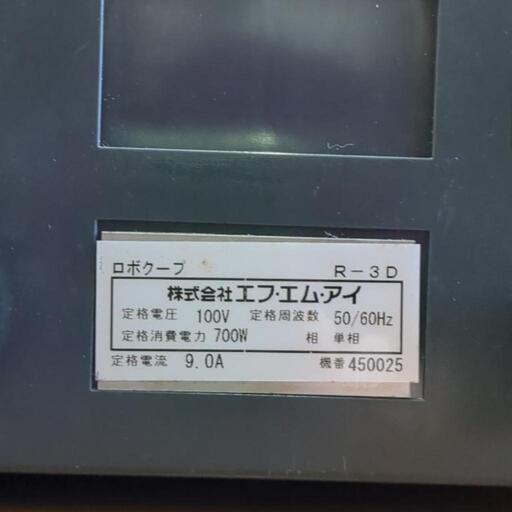 ロボクープ R-3D
株式会社エフ・エム・アイ
定格電圧 100V 定格周波数 50/60Hz
定格消費電力 700W 相 単相
定格電流 9.0A 機番 450025